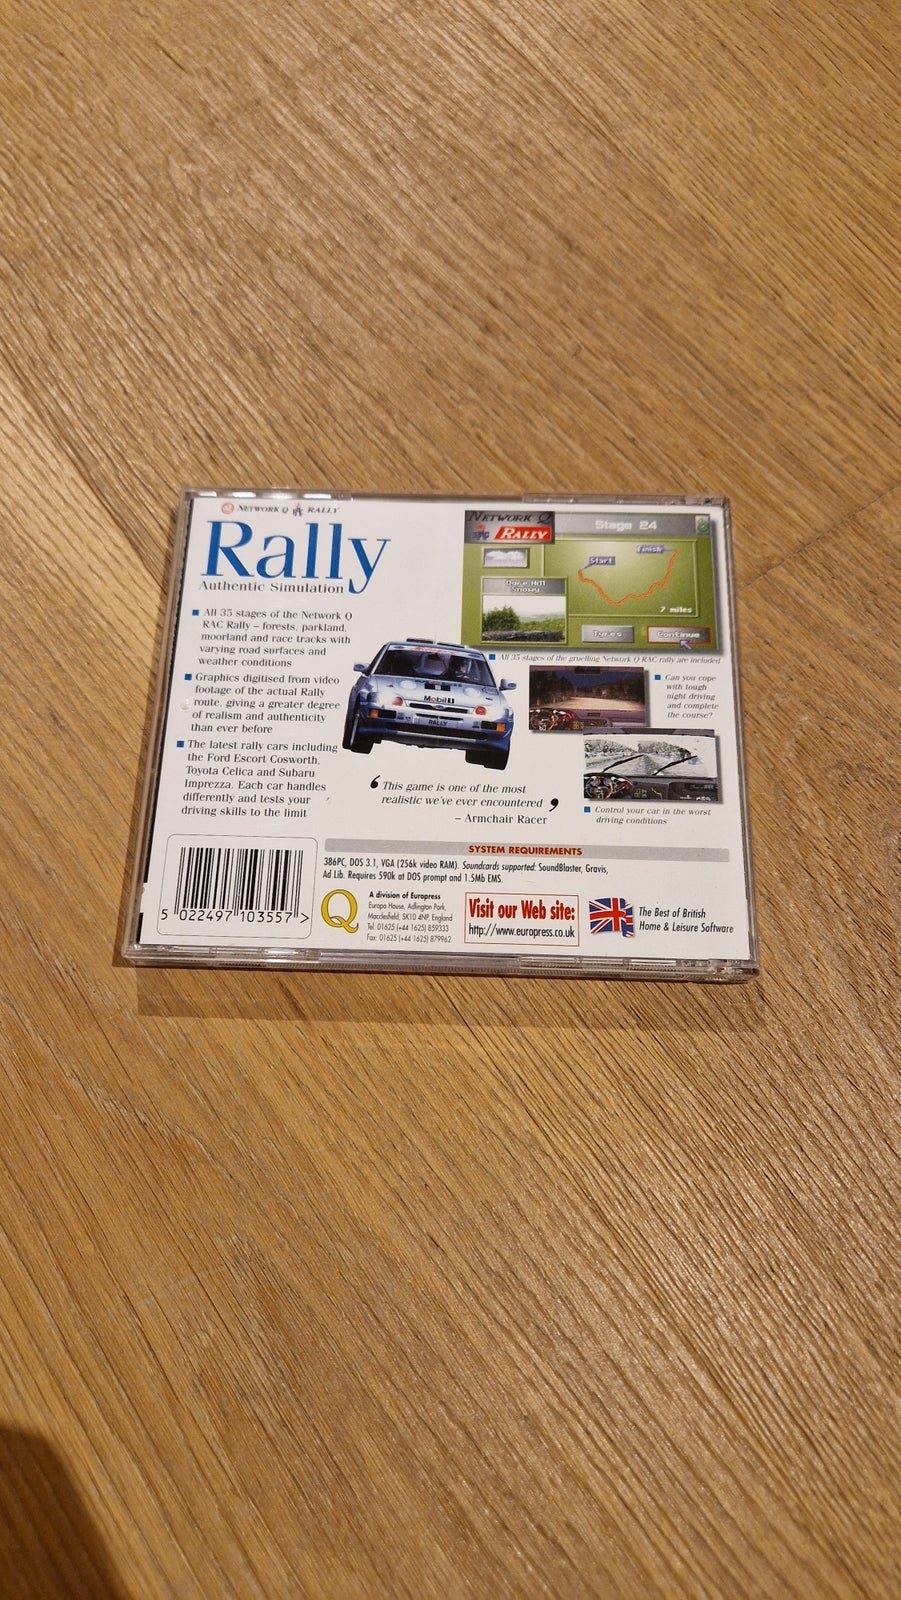 NETWORK Q RALLY
Rally
Authentic Simulation
■ All 35 stages of the Network Q
RAC Rally – forests, parkland,
moorland and race tracks with
varying road surfaces and
weather conditions
■ Graphics digitised from video
footage of the actual Rally
route, giving a greater degree
of realism and authenticity
than ever before
■ The latest rally cars including
the Ford Escort Cosworth,
Toyota Celica and Subaru
Imprezza. Each car handles
differently and tests your
driving skills to the limit
NETWORK Q
RALLY
Stage 24
Start
Finish
Ogre Hill
Snowy
7 miles
Tyres
Continue
■ All 35 stages of the gruelling Network Q RAC rally are included
Mobil 1
RALLY
■ Can you cope
with tough
night driving
and complete
the course?
■ Control your car in the worst
driving conditions
‘ This game is one of the most
realistic we've ever encountered ’
– Armchair Racer
SYSTEM REQUIREMENTS
386PC, DOS 3.1, VGA (256k video RAM). Soundcards supported: SoundBlaster, Gravis,
Ad Lib. Requires 590k at DOS prompt and 1.5Mb EMS.
5 022497 103557 >
Q
A division of Europress
Europa House, Adlington Park,
Macclesfield, SK10 4NP, England
Tel: 01625 (+44 1625) 859333
Fax: 01625 (+44 1625) 879962
Visit our Web site:
http://www.europress.co.uk
The Best of British
Home & Leisure Software